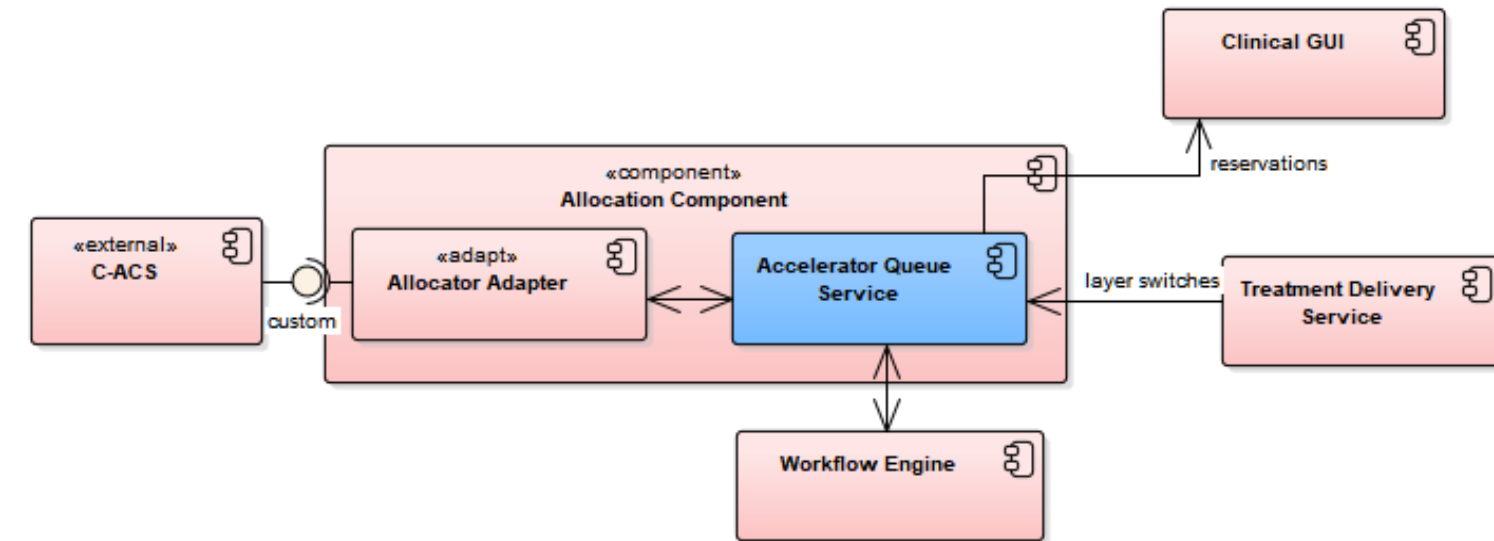 Clinical GUI
reservations
«component»
Allocation Component
«external»
C-ACS
custom
«adapt»
Allocator Adapter
Accelerator Queue
Service
layer switches
Treatment Delivery
Service
Workflow Engine